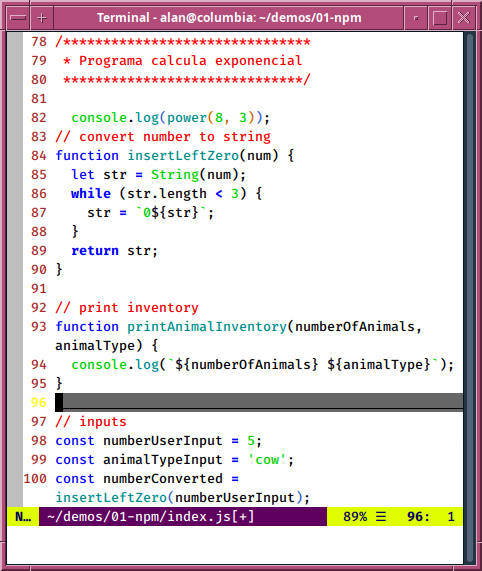 Terminal - alan@columbia: ~/demos/01-npm
78 /*******************************
79  * Programa calcula exponencial
80  ******************************/
81
82   console.log(power(8, 3));
83 // convert number to string
84 function insertLeftZero(num) {
85   let str = String(num);
86   while (str.length < 3) {
87     str = `0${str}`;
88   }
89   return str;
90 }
91
92 // print inventory
93 function printAnimalInventory(numberOfAnimals,
animalType) {
94   console.log(`${numberOfAnimals} ${animalType}`);
95 }
96
97 // inputs
98 const numberUserInput = 5;
99 const animalTypeInput = 'cow';
100 const numberConverted =
insertLeftZero(numberUserInput);
N… ~/demos/01-npm/index.js[+] 89% ☰ 96: 1